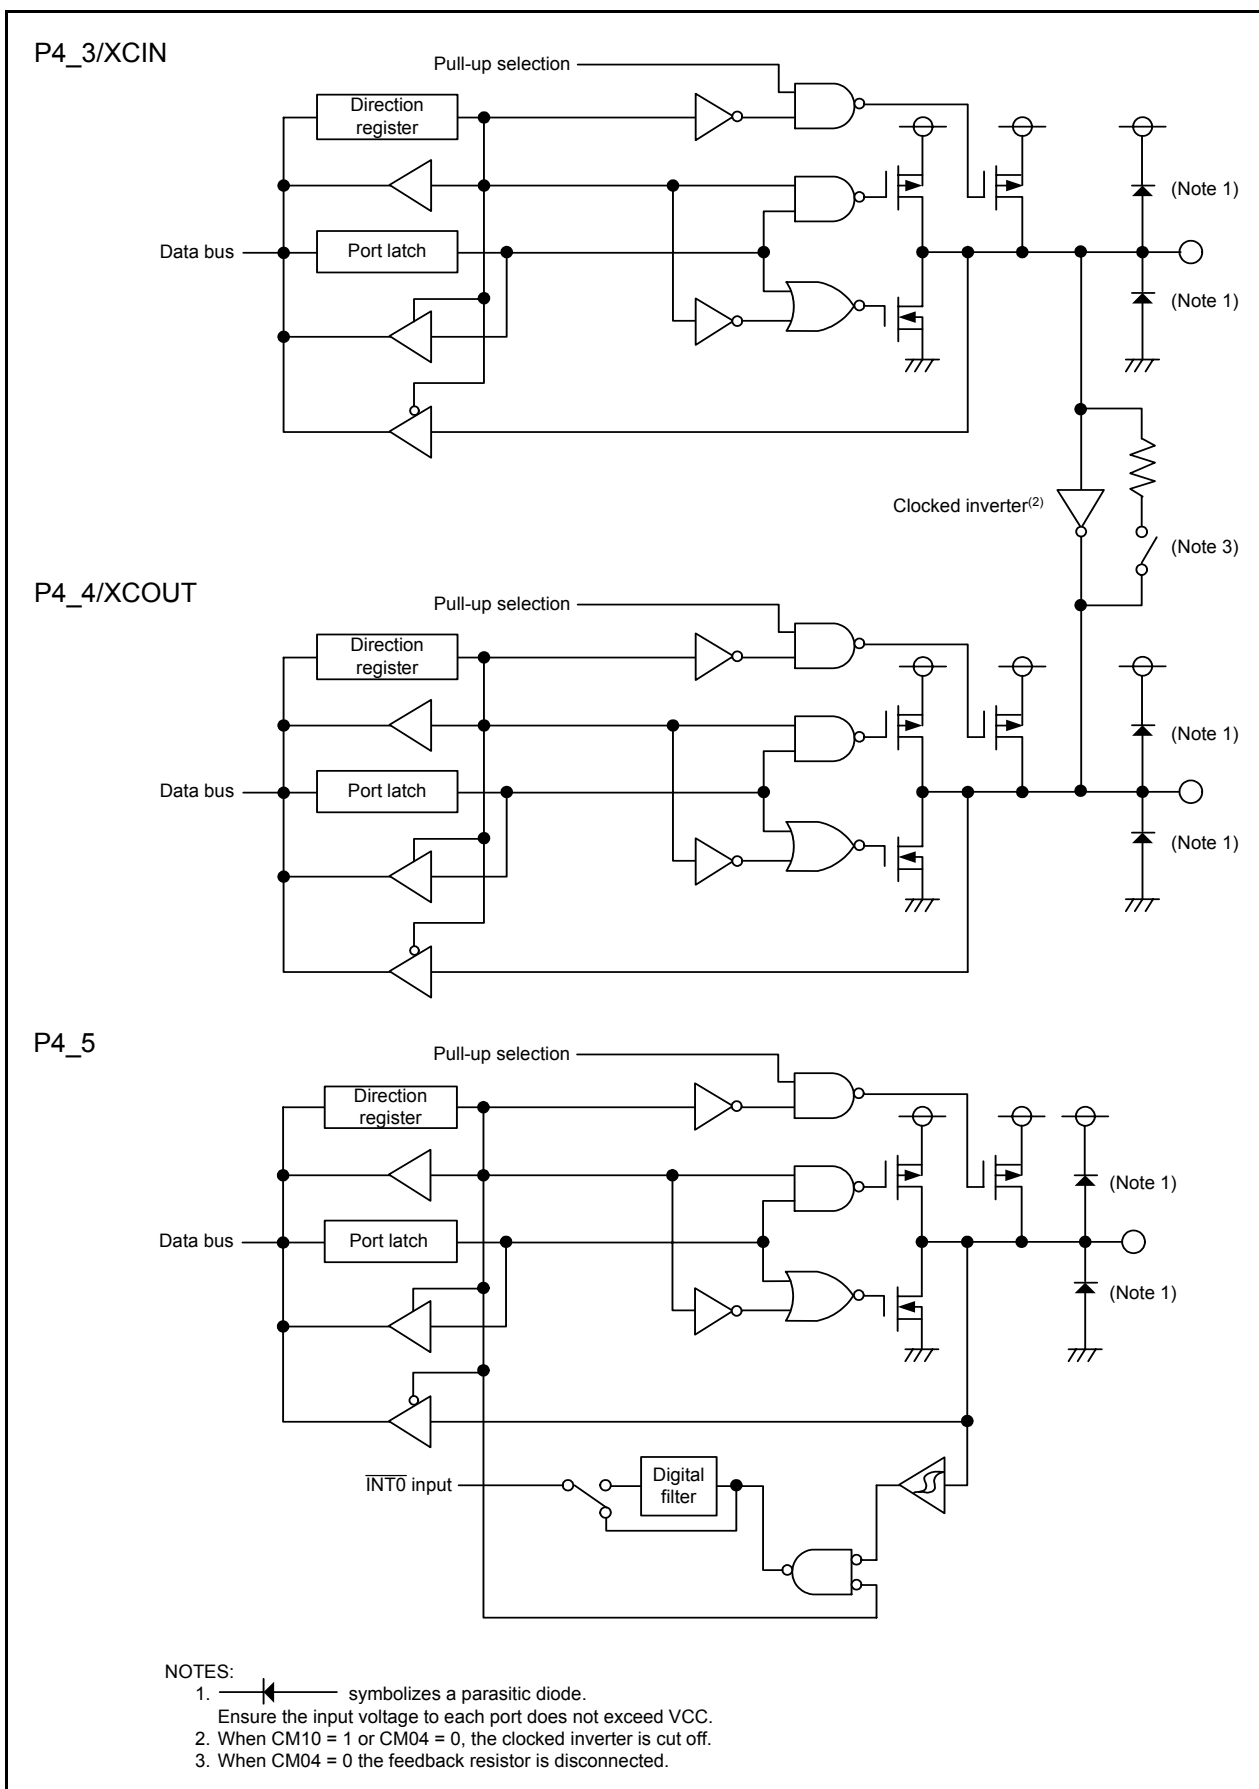 P4_3/XCIN
Pull-up selection
Direction
register
(Note 1)
Data bus
Port latch
(Note 1)
Clocked inverter(2)
(Note 3)
P4_4/XCOUT
Pull-up selection
Direction
register
(Note 1)
Data bus
Port latch
(Note 1)
P4_5
Pull-up selection
Direction
register
(Note 1)
Data bus
Port latch
(Note 1)
INT0 input
Digital
filter
NOTES:
1. symbolizes a parasitic diode.
Ensure the input voltage to each port does not exceed VCC.
2. When CM10 = 1 or CM04 = 0, the clocked inverter is cut off.
3. When CM04 = 0 the feedback resistor is disconnected.